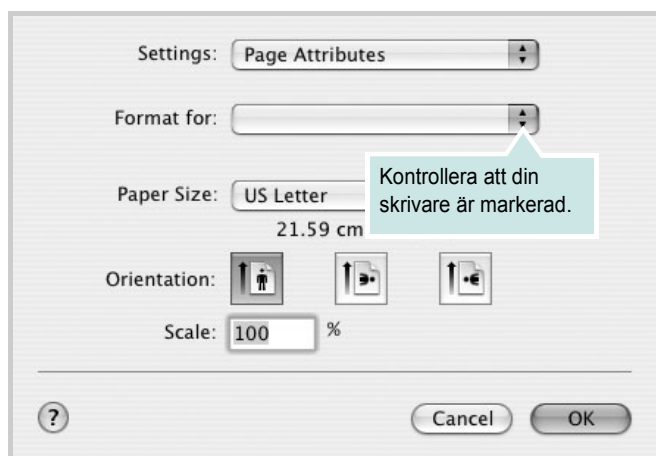 Settings: Page Attributes
Format for:
Kontrollera att din
skrivare är markerad.
Paper Size: US Letter
21.59 cm
Orientation:
Scale: 100 %
? Cancel OK